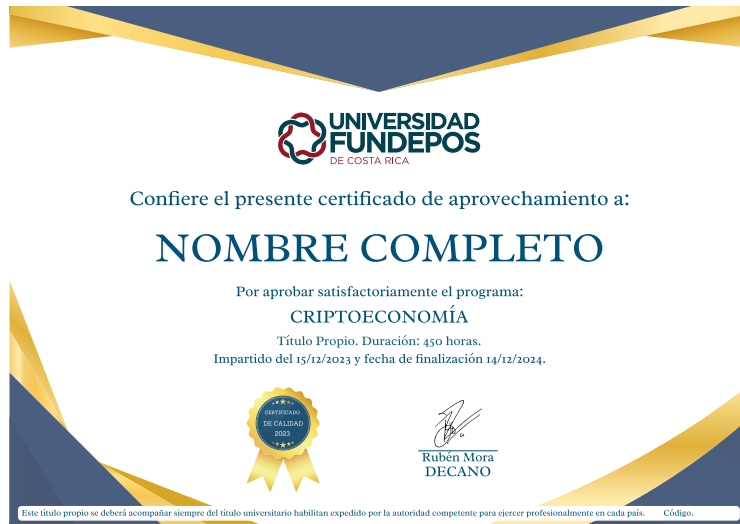 UNIVERSIDAD
FUNDEPOS
DE COSTA RICA
Confiere el presente certificado de aprovechamiento a:
NOMBRE COMPLETO
Por aprobar satisfactoriamente el programa:
CRIPTOECONOMÍA
Título Propio. Duración: 450 horas.
Impartido del 15/12/2023 y fecha de finalización 14/12/2024.
CERTIFICADO
DE CALIDAD
2023
Rubén Mora
DECANO
Este título propio se deberá acompañar siempre del título universitario habilitan expedido por la autoridad competente para ejercer profesionalmente en cada país. Código.